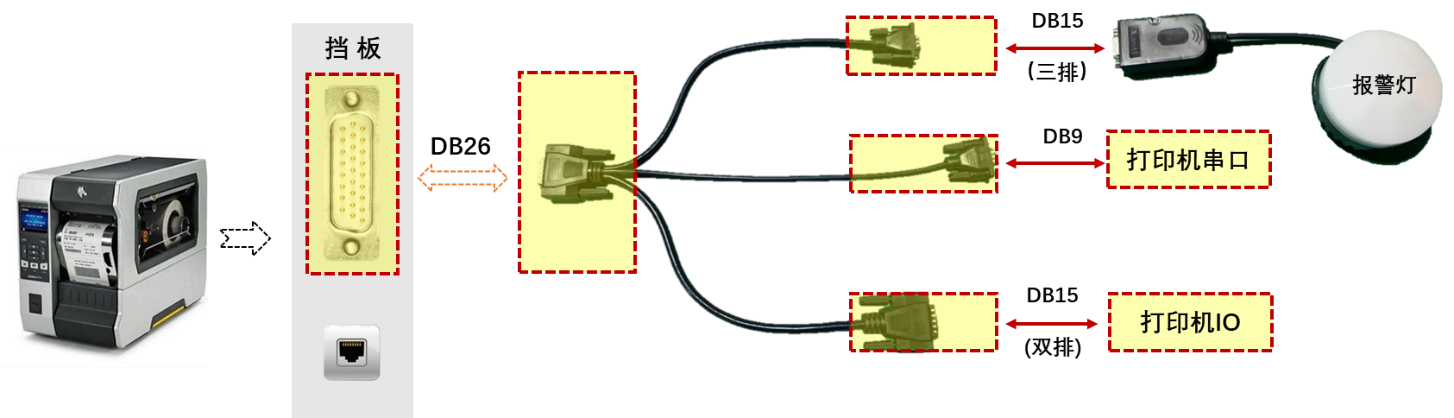 挡 板
DB26
DB15
(三排)
报警灯
DB9
打印机串口
DB15
(双排)
打印机IO